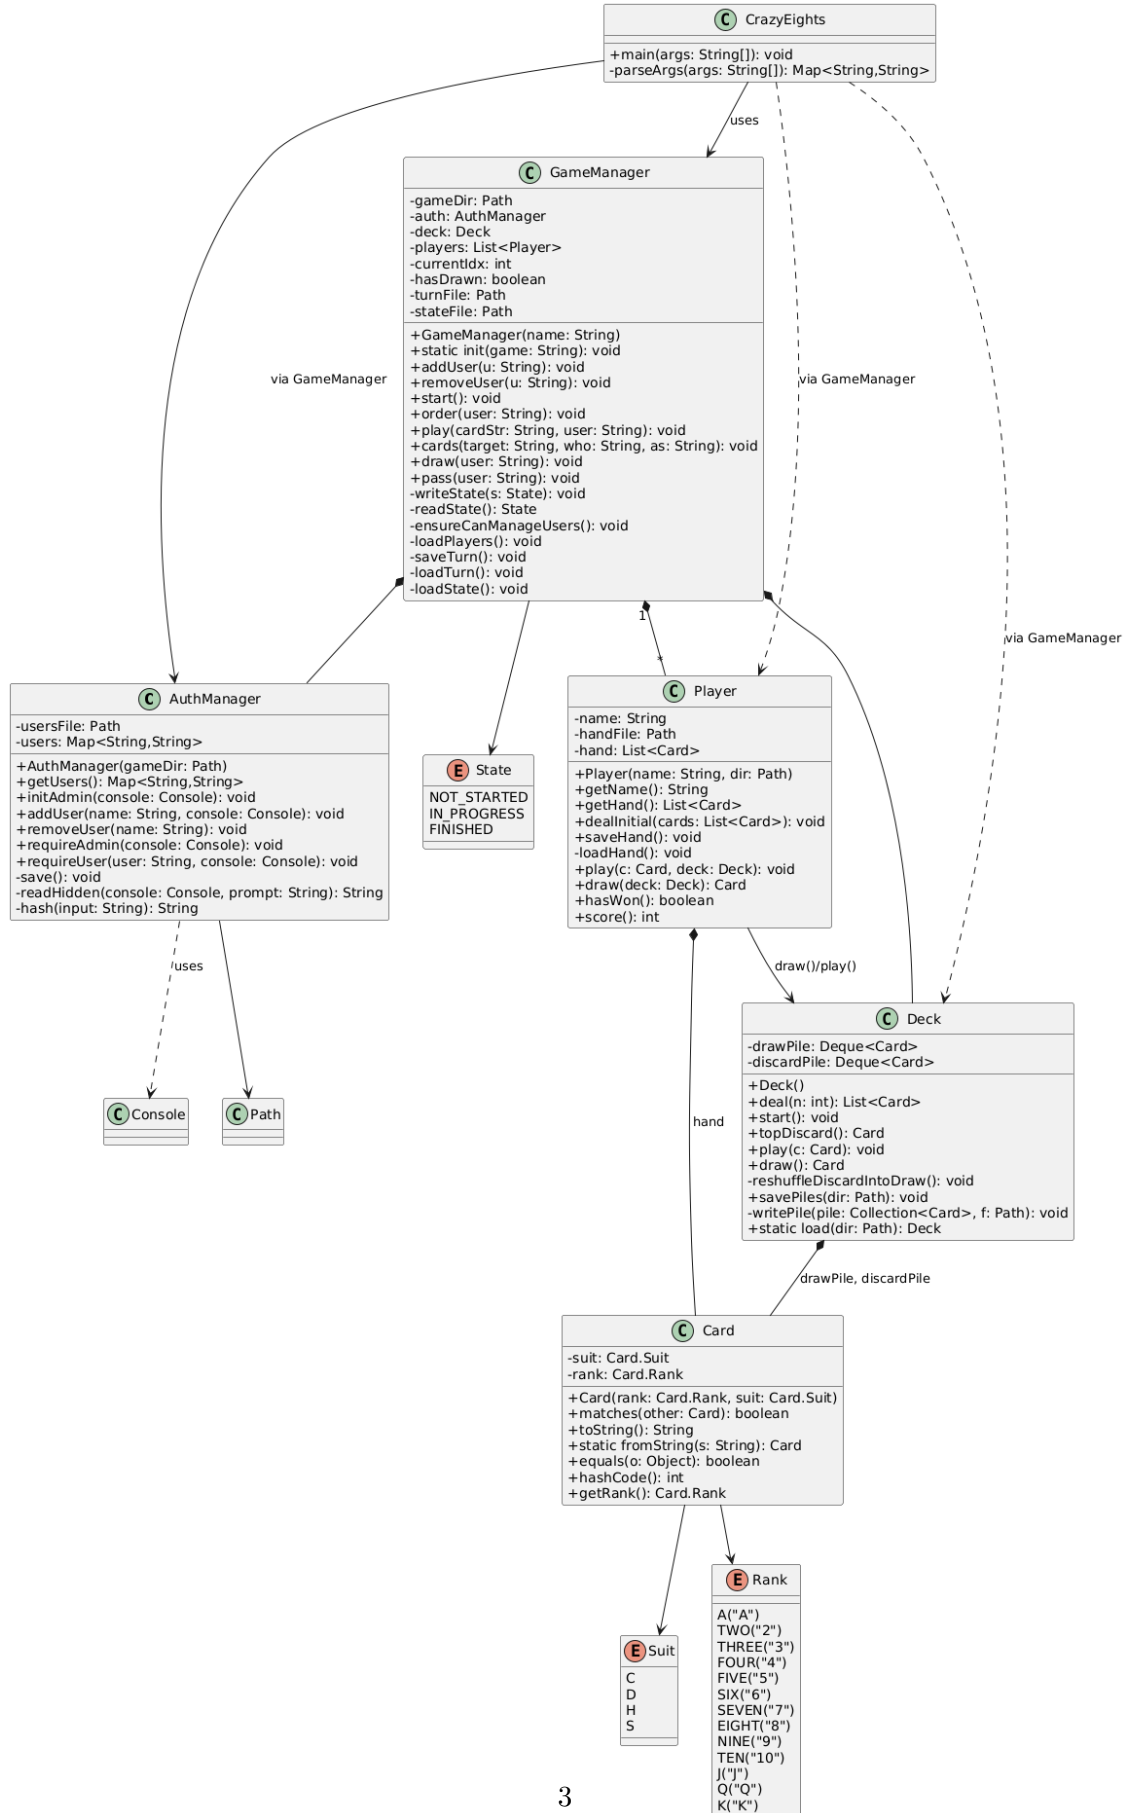 C CrazyEights
+main(args: String[]): void
-parseArgs(args: String[]): Map<String,String>
uses
C GameManager
-gameDir: Path
-auth: AuthManager
-deck: Deck
-players: List<Player>
-currentIdx: int
-hasDrawn: boolean
-turnFile: Path
-stateFile: Path
+GameManager(name: String)
+static init(game: String): void
+addUser(u: String): void
+removeUser(u: String): void
+start(): void
+order(user: String): void
+play(cardStr: String, user: String): void
+cards(target: String, who: String, as: String): void
+draw(user: String): void
+pass(user: String): void
-writeState(s: State): void
-readState(): State
-ensureCanManageUsers(): void
-loadPlayers(): void
-saveTurn(): void
-loadTurn(): void
-loadState(): void
via GameManager
via GameManager
via GameManager
1
*
C AuthManager
-usersFile: Path
-users: Map<String,String>
+AuthManager(gameDir: Path)
+getUsers(): Map<String,String>
+initAdmin(console: Console): void
+addUser(name: String, console: Console): void
+removeUser(name: String): void
+requireAdmin(console: Console): void
+requireUser(user: String, console: Console): void
-save(): void
-readHidden(console: Console, prompt: String): String
-hash(input: String): String
E State
NOT_STARTED
IN_PROGRESS
FINISHED
C Player
-name: String
-handFile: Path
-hand: List<Card>
+Player(name: String, dir: Path)
+getName(): String
+getHand(): List<Card>
+dealInitial(cards: List<Card>): void
+saveHand(): void
-loadHand(): void
+play(c: Card, deck: Deck): void
+draw(deck: Deck): Card
+hasWon(): boolean
+score(): int
uses
draw()/play()
C Deck
-drawPile: Deque<Card>
-discardPile: Deque<Card>
+Deck()
+deal(n: int): List<Card>
+start(): void
+topDiscard(): Card
+play(c: Card): void
+draw(): Card
-reshuffleDiscardIntoDraw(): void
+savePiles(dir: Path): void
-writePile(pile: Collection<Card>, f: Path): void
+static load(dir: Path): Deck
C Console
C Path
hand
drawPile, discardPile
C Card
-suit: Card.Suit
-rank: Card.Rank
+Card(rank: Card.Rank, suit: Card.Suit)
+matches(other: Card): boolean
+toString(): String
+static fromString(s: String): Card
+equals(o: Object): boolean
+hashCode(): int
+getRank(): Card.Rank
E Suit
C
D
H
S
E Rank
A("A")
TWO("2")
THREE("3")
FOUR("4")
FIVE("5")
SIX("6")
SEVEN("7")
EIGHT("8")
NINE("9")
TEN("10")
J("J")
Q("Q")
K("K")
3